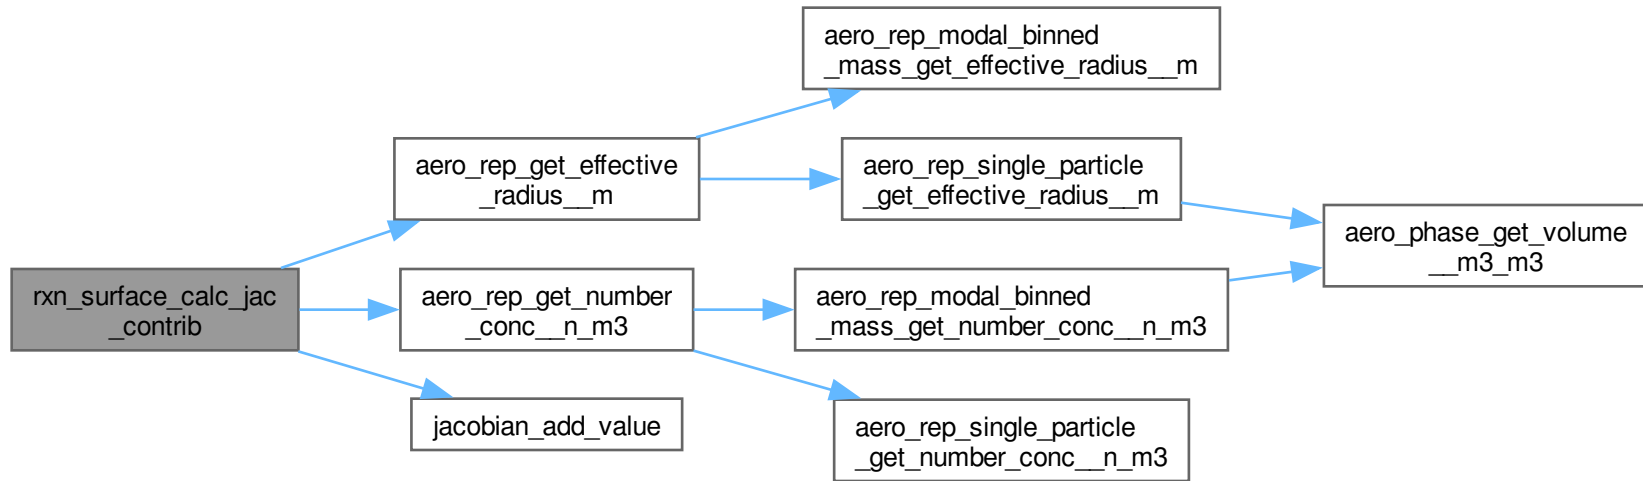 aero_rep_modal_binned
_mass_get_effective_radius__m
aero_rep_get_effective
_radius__m
aero_rep_single_particle
_get_effective_radius__m
aero_phase_get_volume
__m3_m3
rxn_surface_calc_jac
_contrib
aero_rep_get_number
_conc__n_m3
aero_rep_modal_binned
_mass_get_number_conc__n_m3
jacobian_add_value
aero_rep_single_particle
_get_number_conc__n_m3